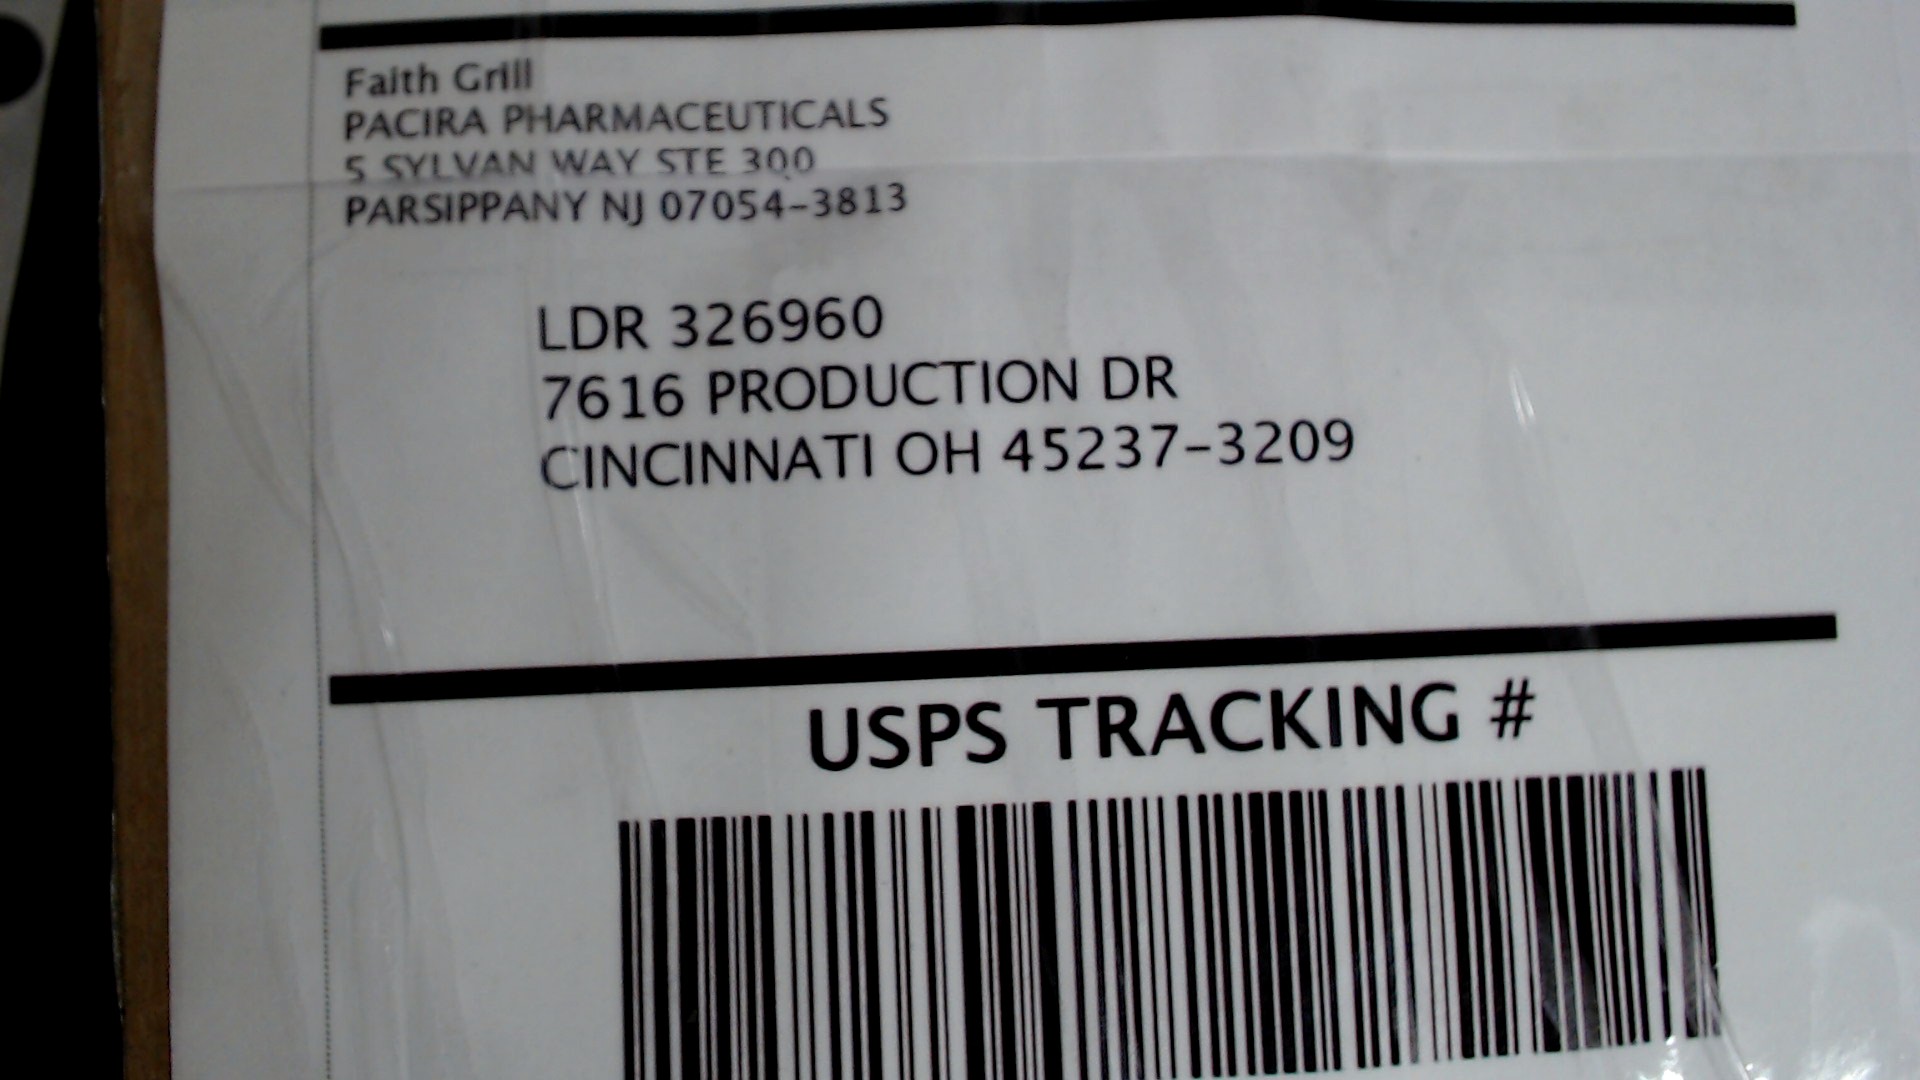 Faith Grill
PACIRA PHARMACEUTICALS
5 SYLVAN WAY STE 300
PARSIPPANY NJ 07054-3813
LDR 326960
7616 PRODUCTION DR
CINCINNATI OH 45237-3209
USPS TRACKING #